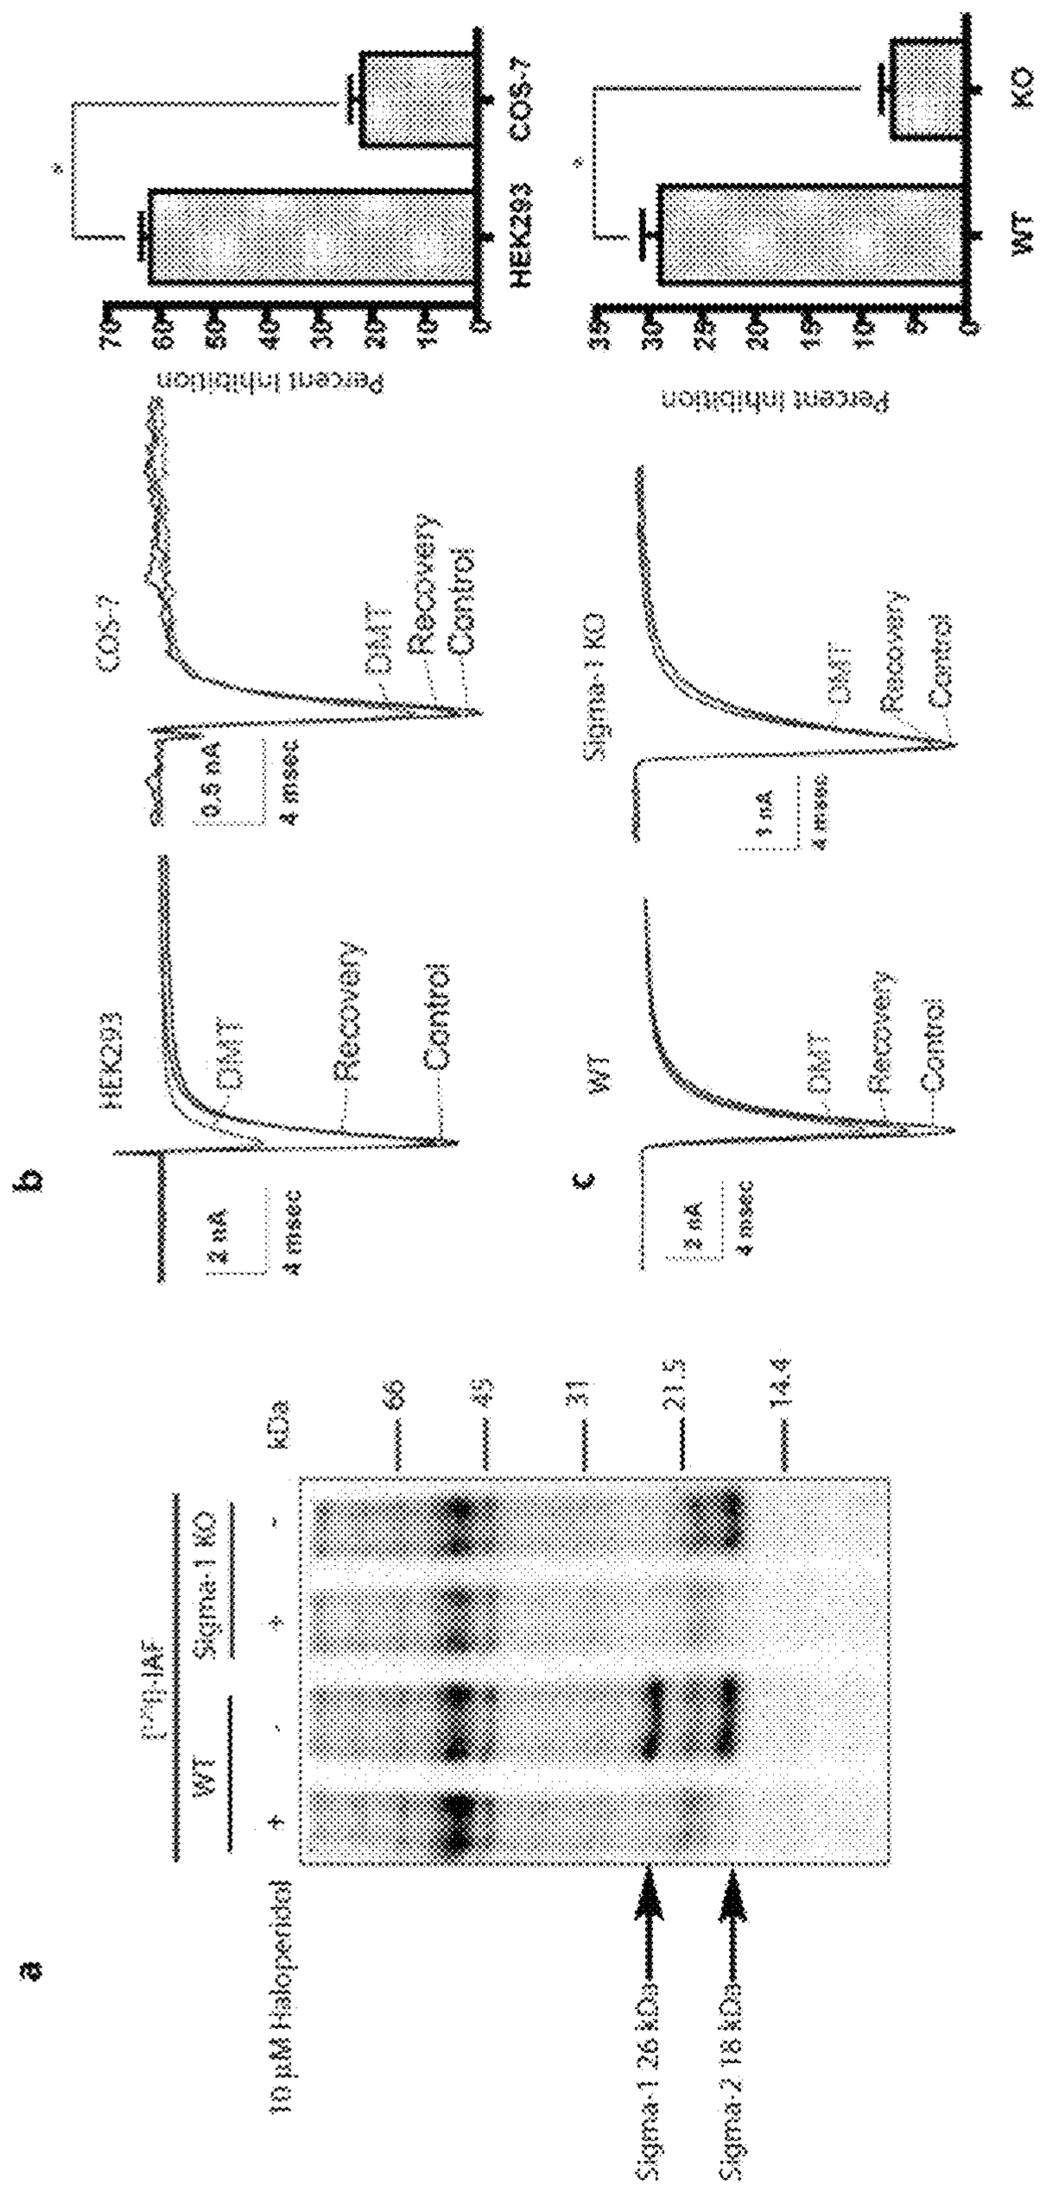 a
[¹²⁵I]-IAF
WT
Sigma-1 KO
10 µM Haloperidol
+
-
+
-
kDa
66
45
31
21.5
14.4
Sigma-1 26 kDa
Sigma-2 18 kDa
b
HEK293
DMT
Recovery
Control
2 nA
4 msec
COS-7
DMT
Recovery
Control
0.5 nA
4 msec
Percent Inhibition
70
60
50
40
30
20
10
0
*
HEK293
COS-7
c
WT
DMT
Recovery
Control
2 nA
4 msec
Sigma-1 KO
DMT
Recovery
Control
1 nA
4 msec
Percent Inhibition
35
30
25
20
15
10
5
0
*
WT
KO